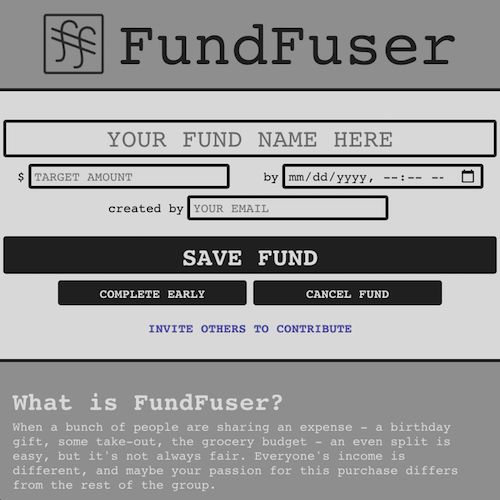 FundFuser
YOUR FUND NAME HERE
$ TARGET AMOUNT by mm/dd/yyyy, --:-- --
created by YOUR EMAIL
SAVE FUND
COMPLETE EARLY CANCEL FUND
INVITE OTHERS TO CONTRIBUTE
What is FundFuser?
When a bunch of people are sharing an expense - a birthday
gift, some take-out, the grocery budget - an even split is
easy, but it's not always fair. Everyone's income is
different, and maybe your passion for this purchase differs
from the rest of the group.